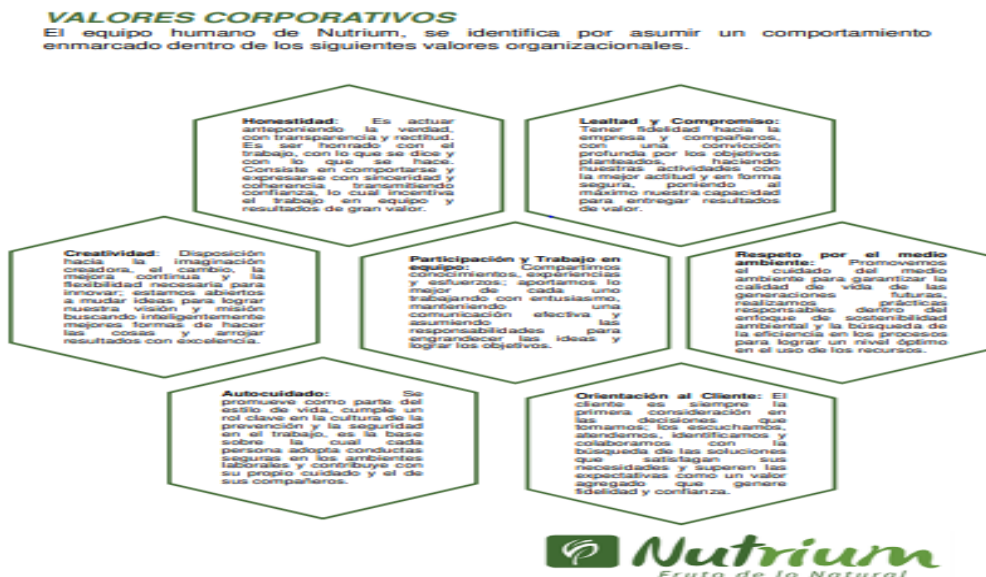 VALORES CORPORATIVOS
El equipo humano de Nutrium, se identifica por asumir un comportamiento
enmarcado dentro de los siguientes valores organizacionales.
Honestidad: Es actuar
anteponiendo la verdad,
con transparencia y rectitud.
Es ser honrado con el
trabajo, con lo que se dice y
con lo que se hace.
Consiste en comportarse y
expresarse con sinceridad y
coherencia transmitiendo
confianza, lo cual incentiva
el trabajo en equipo y
resultados de gran valor.
Lealtad y Compromiso:
Tener fidelidad hacia la
empresa y compañeros,
con una convicción
profunda por los objetivos
planteados, haciendo
nuestras actividades con
la mejor actitud y en forma
segura, poniendo al
máximo nuestra capacidad
para entregar resultados
de valor.
Creatividad: Disposición
hacia la imaginación
creadora, el cambio, la
mejora continua y la
flexibilidad necesaria para
innovar; estamos abiertos
a mudar ideas para lograr
nuestra visión y misión
buscando inteligentemente
mejores formas de hacer
las cosas y arrojar
resultados con excelencia.
Participación y Trabajo en
equipo: Compartimos
conocimientos, experiencias
y esfuerzos; aportamos lo
mejor de cada uno
trabajando con entusiasmo,
manteniendo una
comunicación efectiva y
asumiendo las
responsabilidades para
engrandecer las ideas y
lograr los objetivos.
Respeto por el medio
ambiente: Promovemos
el cuidado del medio
ambiente para garantizar la
calidad de vida de las
generaciones futuras,
realizamos prácticas
responsables dentro del
enfoque de sostenibilidad
ambiental y la búsqueda de
la eficiencia en los procesos
para lograr un nivel óptimo
en el uso de los recursos.
Autocuidado: Se
promueve como parte del
estilo de vida, cumple un
rol clave en la cultura de la
prevención y la seguridad
en el trabajo, es la base
sobre la cual cada
persona adopta conductas
seguras en los ambientes
laborales y contribuye con
su propio cuidado y el de
sus compañeros.
Orientación al Cliente: El
cliente es siempre la
primera consideración en
las decisiones que
tomamos; los escuchamos,
atendemos, identificamos y
colaboramos con la
búsqueda de las soluciones
que satisfagan sus
necesidades y superen las
expectativas como un valor
agregado que genere
fidelidad y confianza.
Nutrium
Fruto de lo Natural